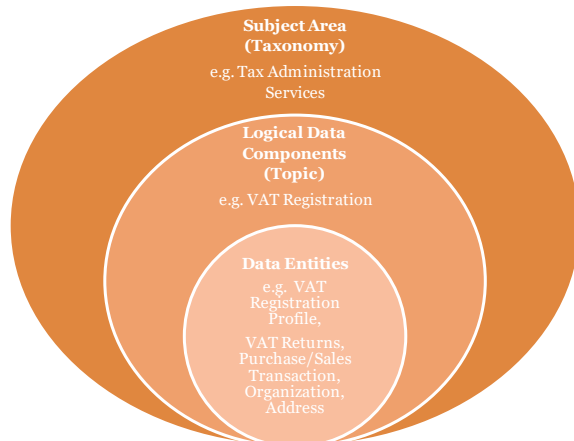 Subject Area
(Taxonomy)
e.g. Tax Administration
Services
Logical Data
Components
(Topic)
e.g. VAT Registration
Data Entities
e.g. VAT
Registration
Profile,
VAT Returns,
Purchase/Sales
Transaction,
Organization,
Address